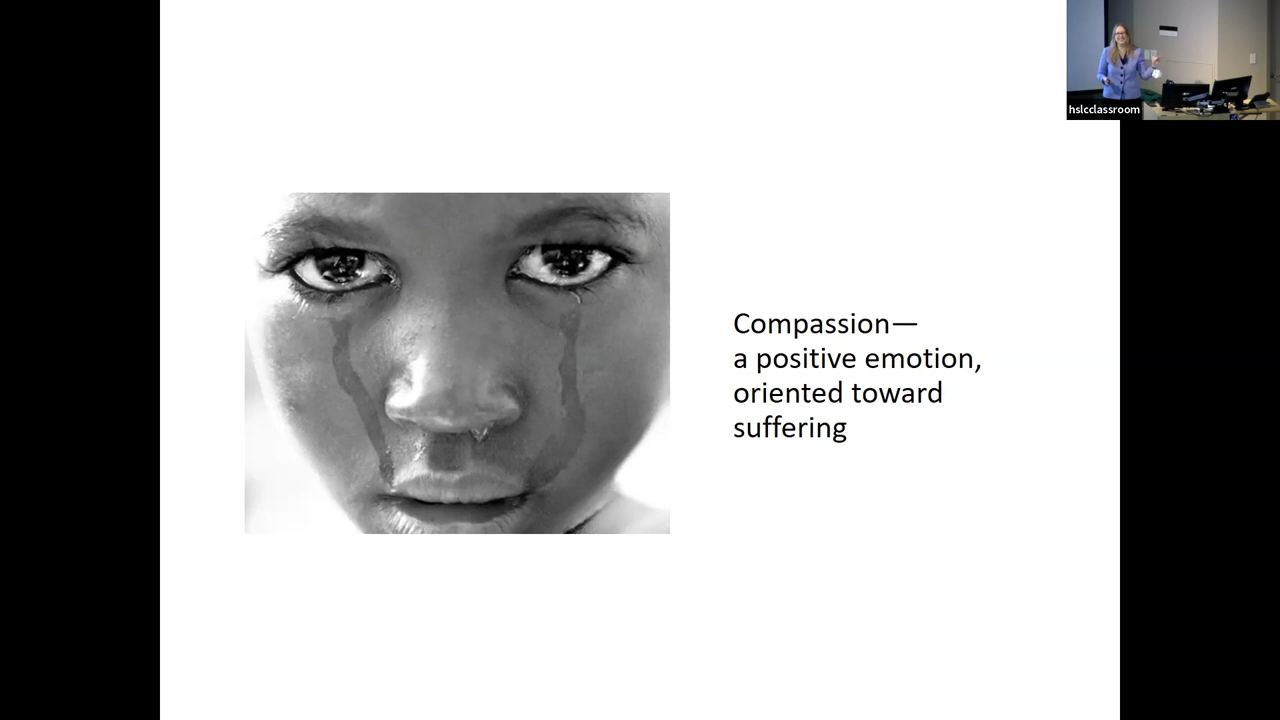 hslcclassroom
Compassion—
a positive emotion,
oriented toward
suffering